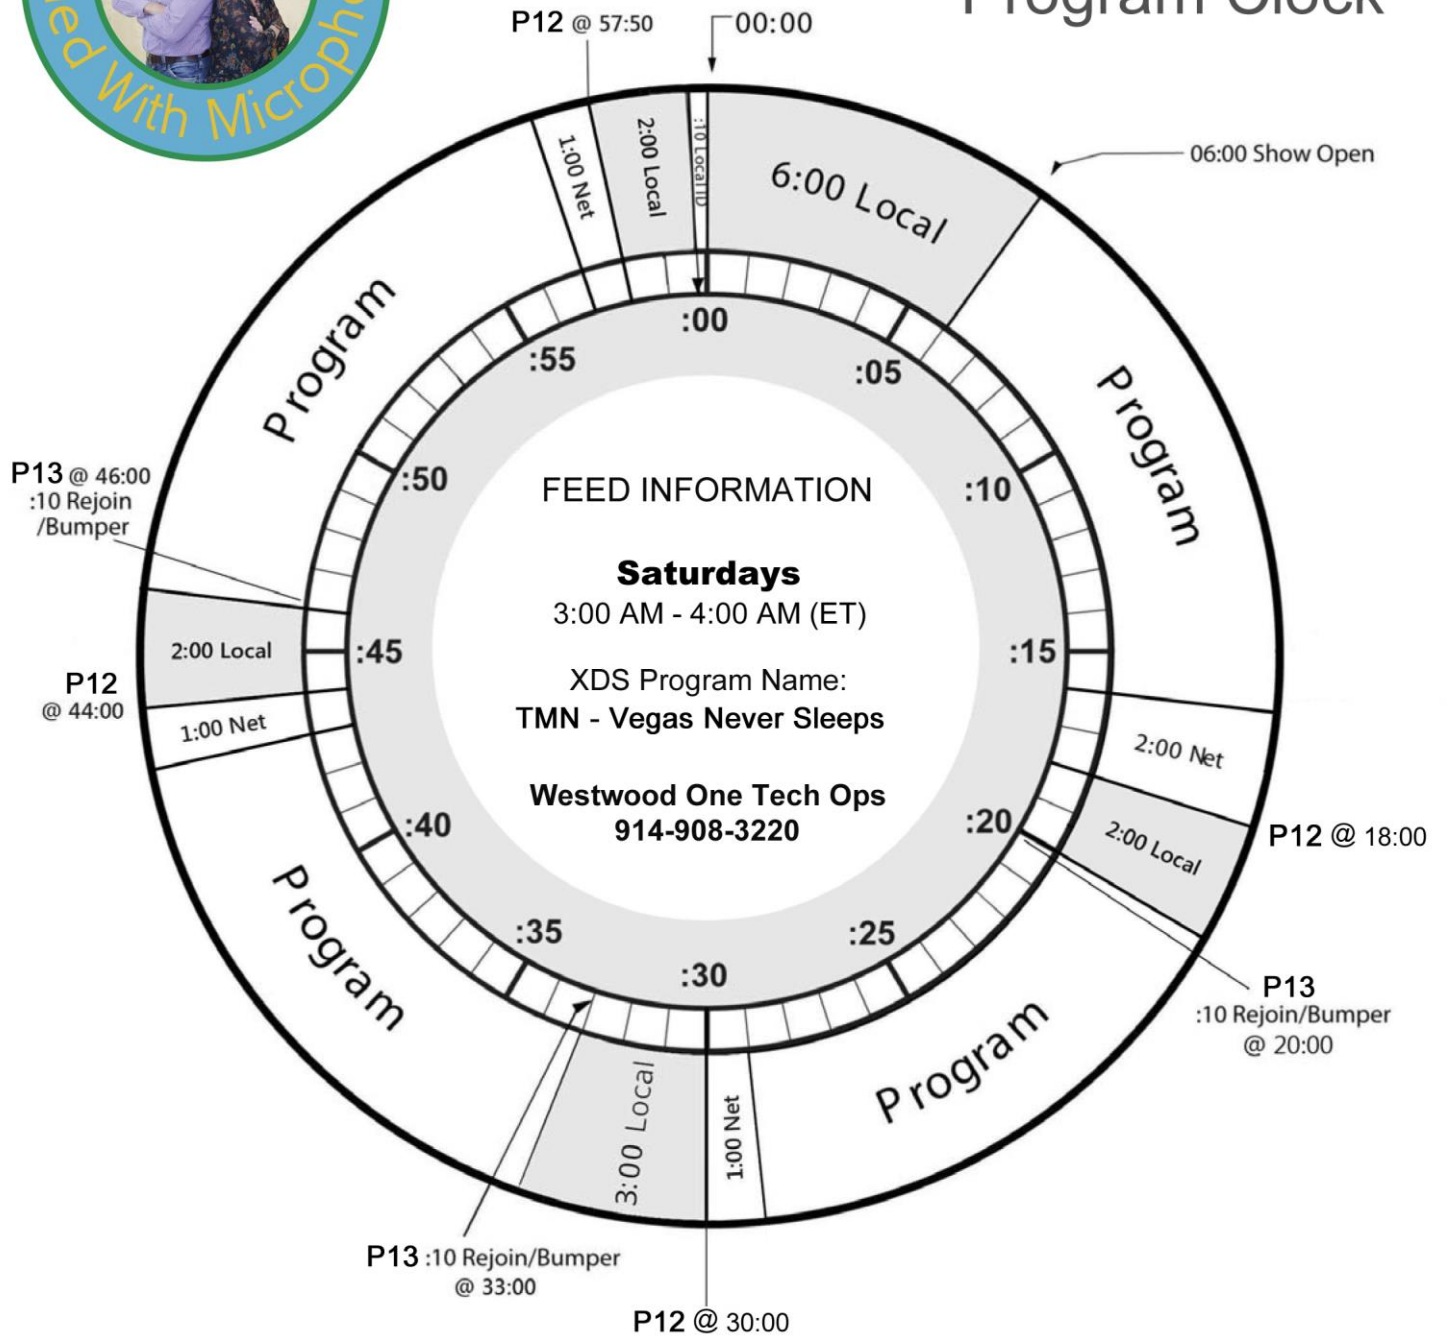 Program Clock
With
P12 @ 57:50
00:00
06:00 Show Open
1:00 Net
2:00 Local
:10 Local ID
6:00 Local
Program
2:00 Net
P12 @ 18:00
2:00 Local
P13
:10 Rejoin/Bumper
@ 20:00
Program
1:00 Net
P12 @ 30:00
3:00 Local
P13 :10 Rejoin/Bumper
@ 33:00
Program
1:00 Net
P12
@ 44:00
2:00 Local
P13 @ 46:00
:10 Rejoin
/Bumper
Program
:00
:05
:10
:15
:20
:25
:30
:35
:40
:45
:50
:55
FEED INFORMATION
Saturdays
3:00 AM - 4:00 AM (ET)
XDS Program Name:
TMN - Vegas Never Sleeps
Westwood One Tech Ops
914-908-3220